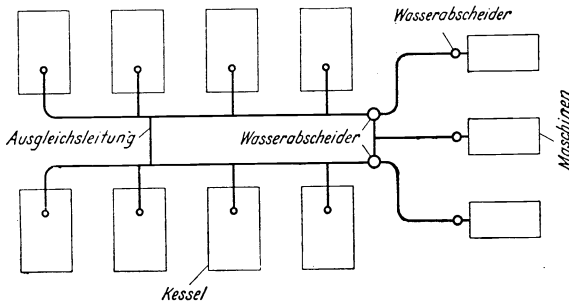 Wasserabscheider
Ausgleichsleitung
Wasserabscheider
Maschinen
Kessel